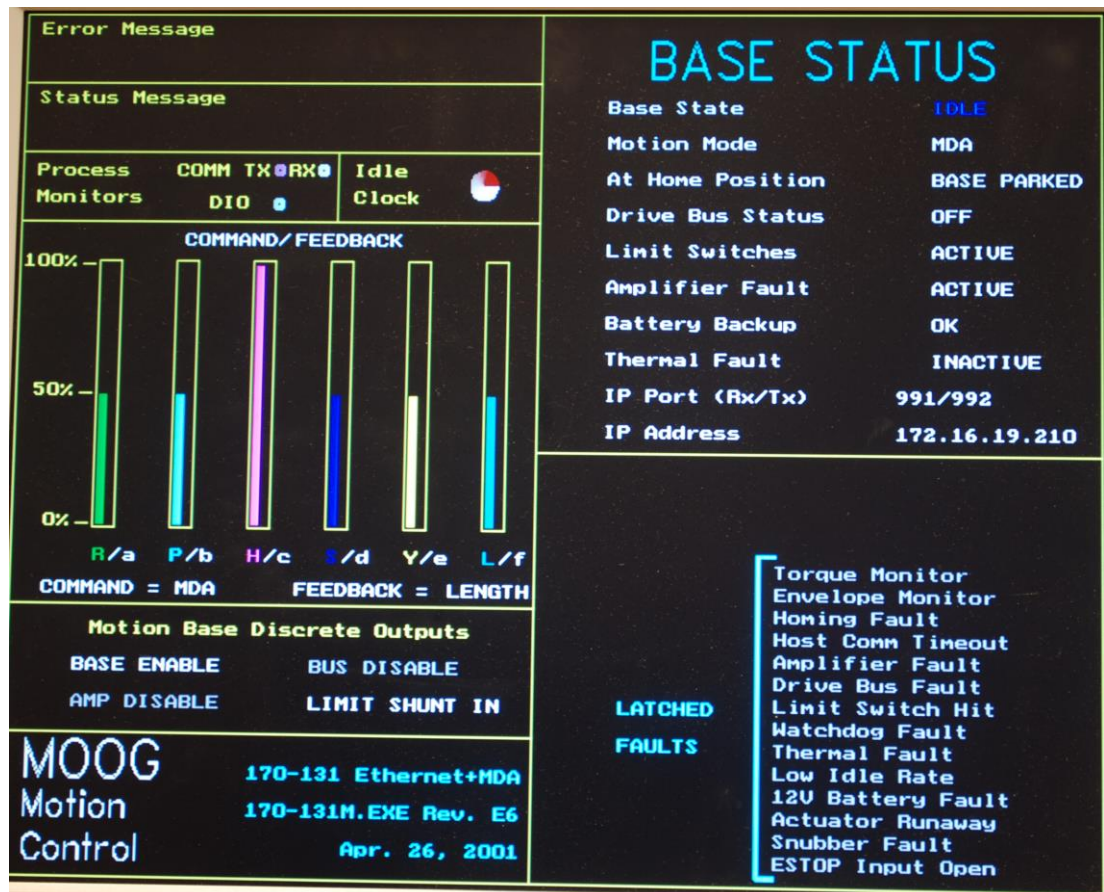 Error Message
Status Message
Process Monitors
COMM TX RX
DIO
Idle Clock
COMMAND/FEEDBACK
100%
50%
0%
R/a P/b H/c S/d Y/e L/f
COMMAND = MDA FEEDBACK = LENGTH
Motion Base Discrete Outputs
BASE ENABLE BUS DISABLE
AMP DISABLE LIMIT SHUNT IN
MOOG
Motion
Control
170-131 Ethernet+MDA
170-131M.EXE Rev. E6
Apr. 26, 2001
BASE STATUS
Base State IDLE
Motion Mode MDA
At Home Position BASE PARKED
Drive Bus Status OFF
Limit Switches ACTIVE
Amplifier Fault ACTIVE
Battery Backup OK
Thermal Fault INACTIVE
IP Port (Rx/Tx) 991/992
IP Address 172.16.19.210
LATCHED
FAULTS
Torque Monitor
Envelope Monitor
Homing Fault
Host Comm Timeout
Amplifier Fault
Drive Bus Fault
Limit Switch Hit
Watchdog Fault
Thermal Fault
Low Idle Rate
12V Battery Fault
Actuator Runaway
Snubber Fault
ESTOP Input Open